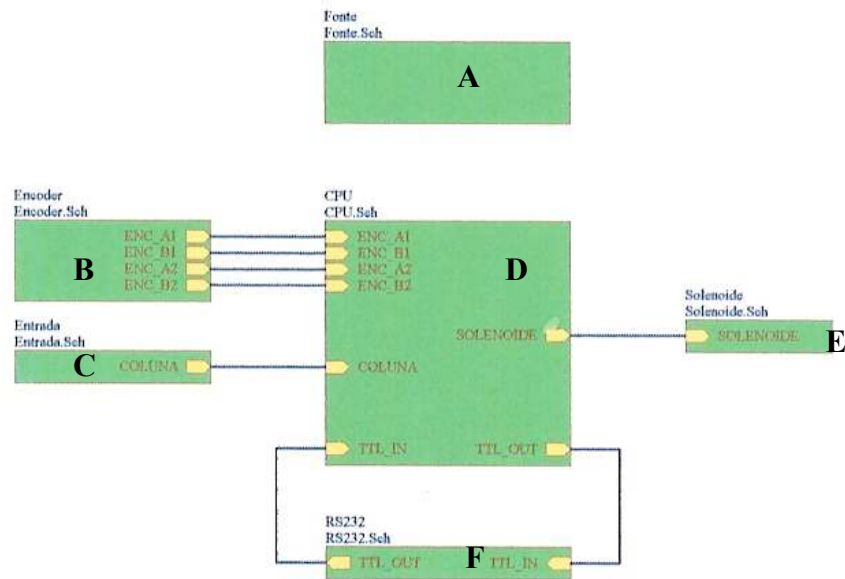 Fonte
Fonte.Sch
A
Encoder
Encoder.Sch
ENC_A1
ENC_B1
ENC_A2
ENC_B2
B
CPU
CPU.Sch
ENC_A1
ENC_B1
ENC_A2
ENC_B2
D
SOLENOIDE
COLUNA
TTL_IN
TTL_OUT
Solenoide
Solenoide.Sch
SOLENOIDE
E
Entrada
Entrada.Sch
C
COLUNA
RS232
RS232.Sch
TTL_OUT
F
TTL_IN